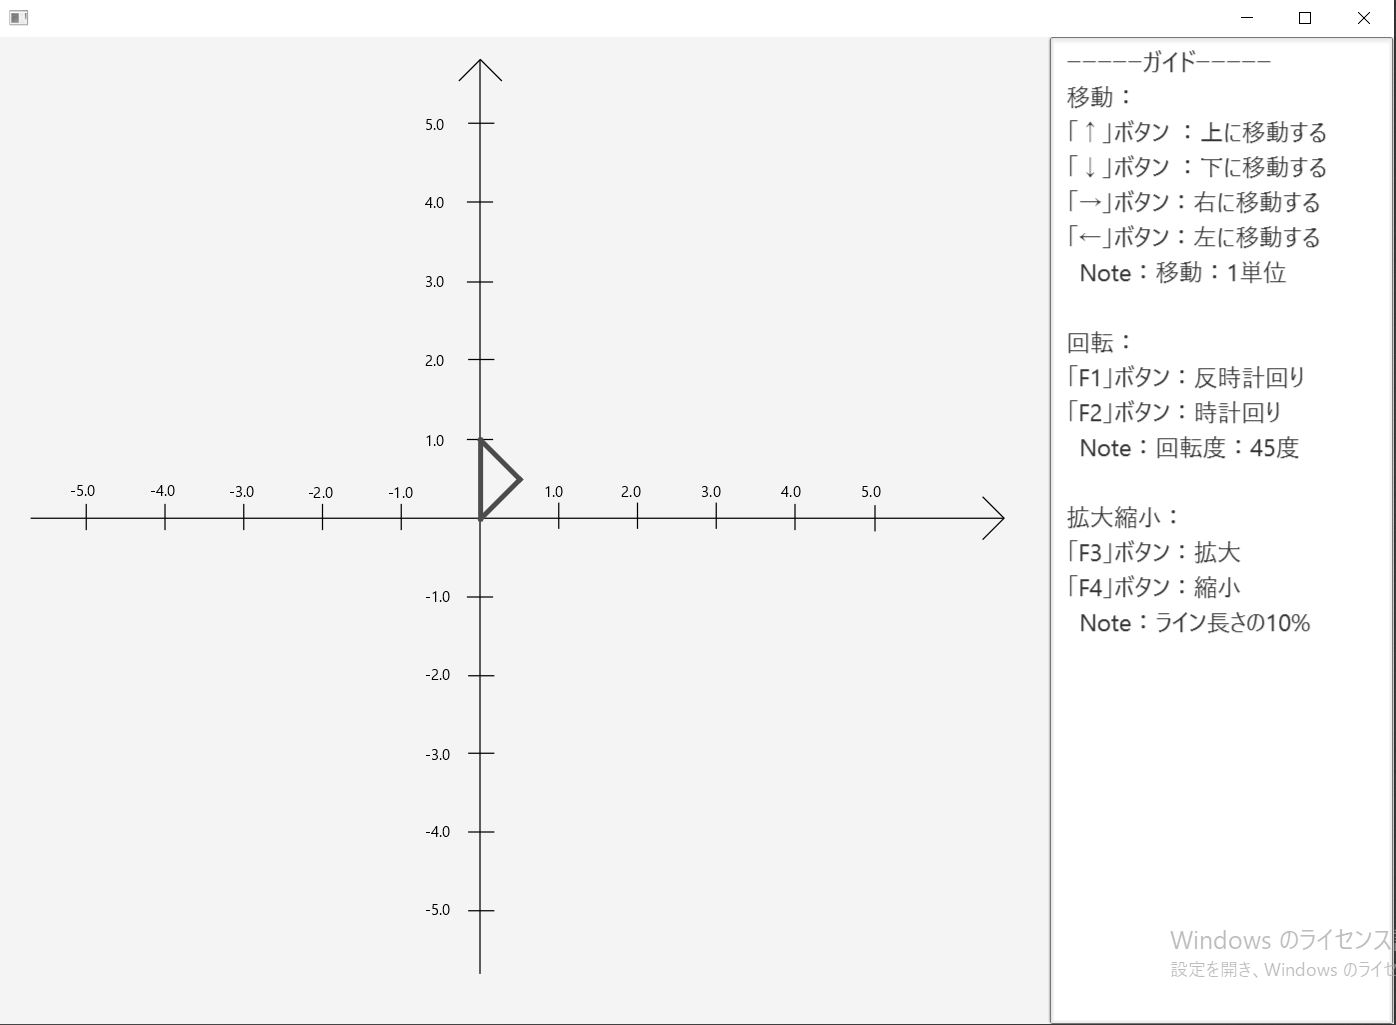 5.0
4.0
3.0
2.0
1.0
-5.0 -4.0 -3.0 -2.0 -1.0 1.0 2.0 3.0 4.0 5.0
-1.0
-2.0
-3.0
-4.0
-5.0
-----ガイド-----
移動：
「↑」ボタン ：上に移動する
「↓」ボタン ：下に移動する
「→」ボタン：右に移動する
「←」ボタン：左に移動する
Note：移動：1単位
回転：
「F1」ボタン：反時計回り
「F2」ボタン：時計回り
Note：回転度：45度
拡大縮小：
「F3」ボタン：拡大
「F4」ボタン：縮小
Note：ライン長さの10%
Windows のライセンス
設定を開き、Windows のライセ